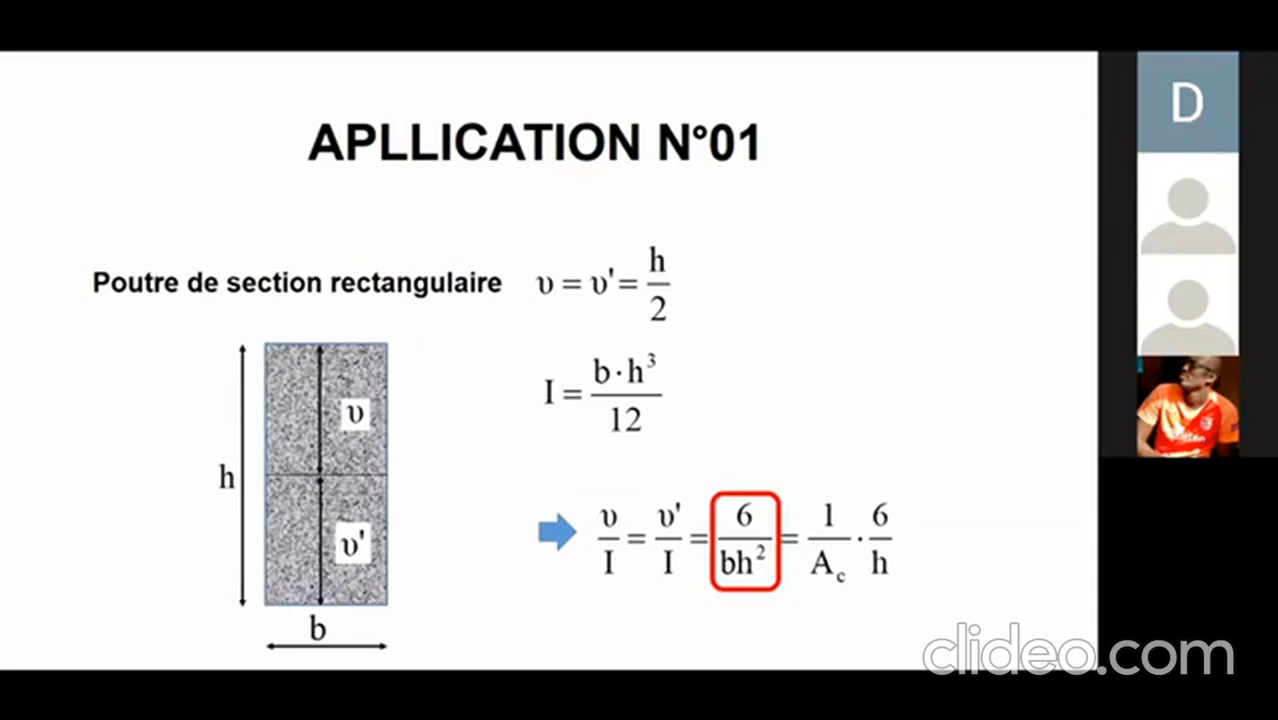 APLLICATION N°01
D
Poutre de section rectangulaire υ = υ' = h/2
I = b·h³/12
υ
h
υ'
υ/I = υ'/I = 6/bh² = 1/A_c · 6/h
b
clideo.com